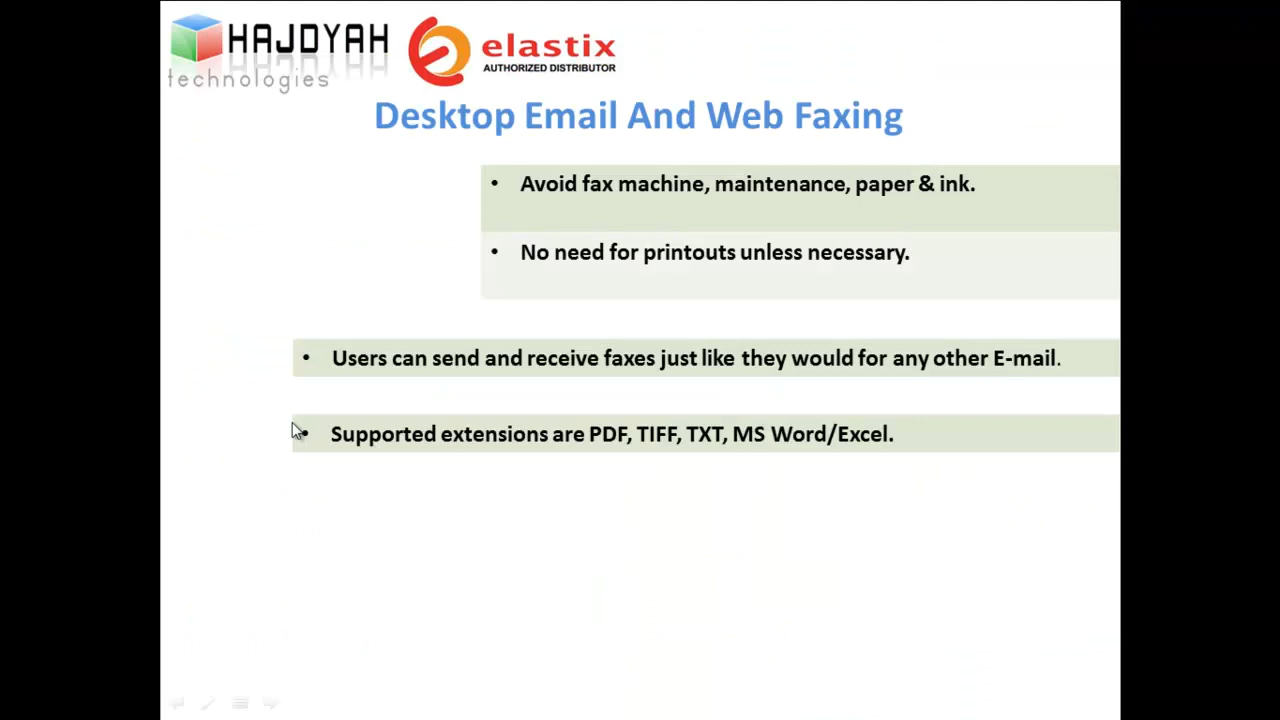 HAJDYAH
technologies
elastix
AUTHORIZED DISTRIBUTOR
Desktop Email And Web Faxing
• Avoid fax machine, maintenance, paper & ink.
• No need for printouts unless necessary.
• Users can send and receive faxes just like they would for any other E-mail.
• Supported extensions are PDF, TIFF, TXT, MS Word/Excel.